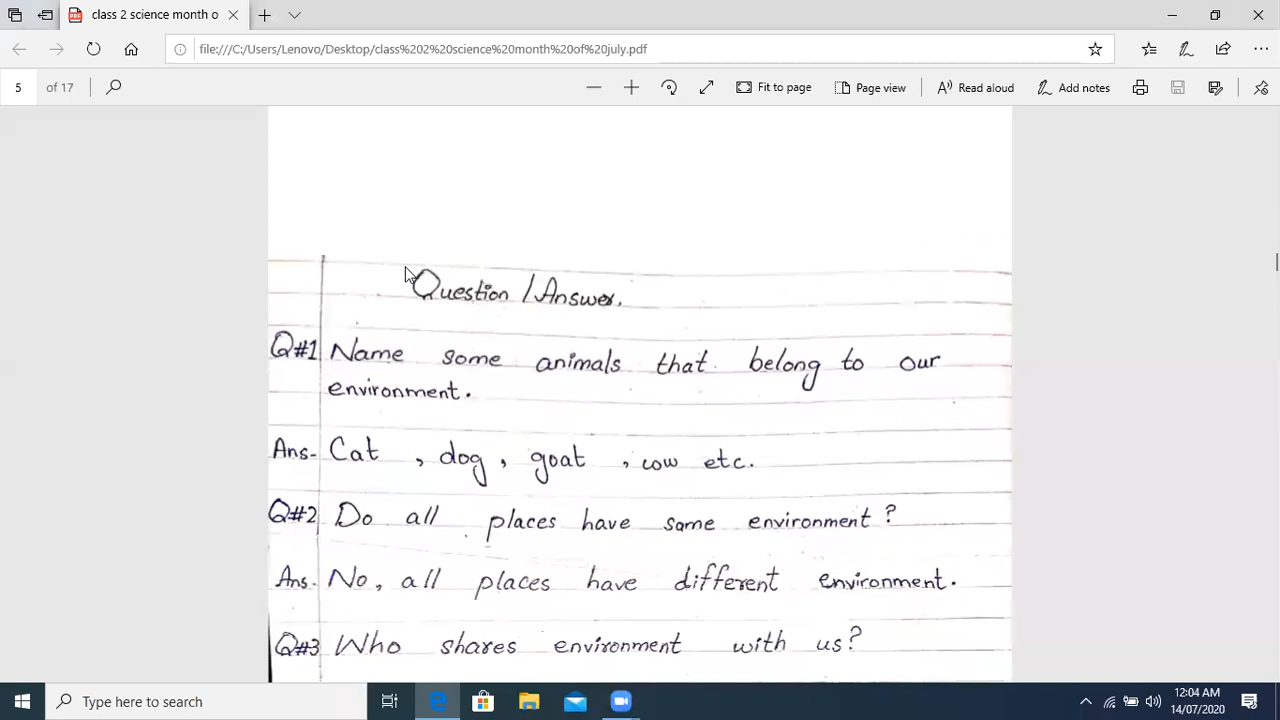 class 2 science month o
file:///C:/Users/Lenovo/Desktop/class%202%20science%20month%20of%20july.pdf
5 of 17 Fit to page Page view Read aloud Add notes
Question / Answer.
Q#1 Name some animals that belong to our
environment.
Ans- Cat , dog , goat , cow etc.
Q#2 Do all places have same environment ?
Ans. No, all places have different environment.
Q#3 Who shares environment with us?
Type here to search
12:04 AM
14/07/2020